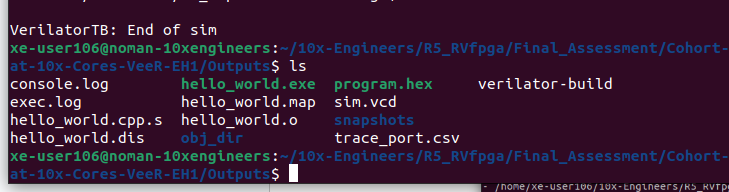 VerilatorTB: End of sim
xe-user106@noman-10xengineers:~/10x-Engineers/R5_RVfpga/Final_Assessment/Cohort-
at-10x-Cores-VeeR-EH1/Outputs$ ls
console.log hello_world.exe program.hex verilator-build
exec.log hello_world.map sim.vcd
hello_world.cpp.s hello_world.o snapshots
hello_world.dis obj_dir trace_port.csv
xe-user106@noman-10xengineers:~/10x-Engineers/R5_RVfpga/Final_Assessment/Cohort-
at-10x-Cores-VeeR-EH1/Outputs$
- /home/xe-user106/10x-Engineers/R5_RVfpg